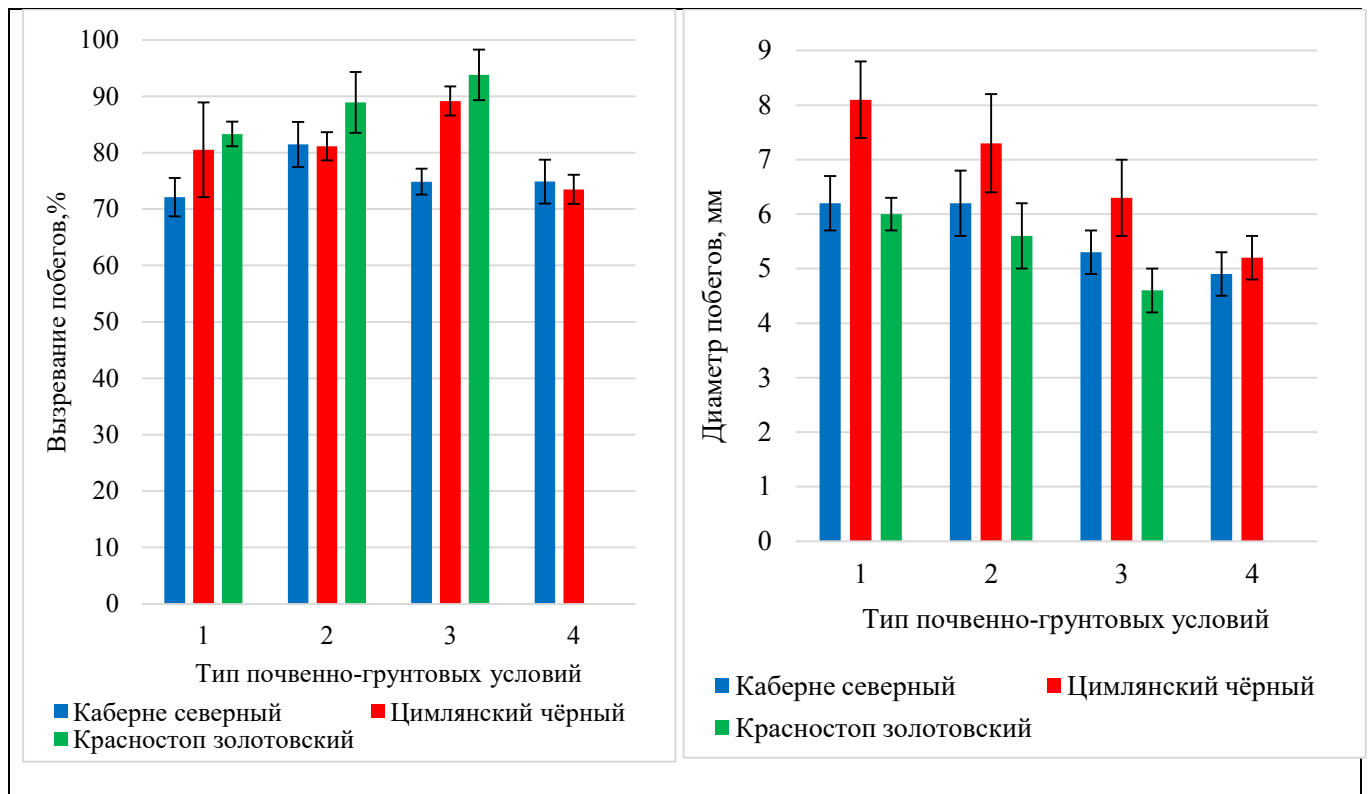 100
90
80
70
60
50
40
30
20
10
0
Вызревание побегов,%
1 2 3 4
Тип почвенно-грунтовых условий
Каберне северный Цимлянский чёрный
Красностоп золотовский
9
8
7
6
5
4
3
2
1
0
Диаметр побегов, мм
1 2 3 4
Тип почвенно-грунтовых условий
Каберне северный Цимлянский чёрный
Красностоп золотовский